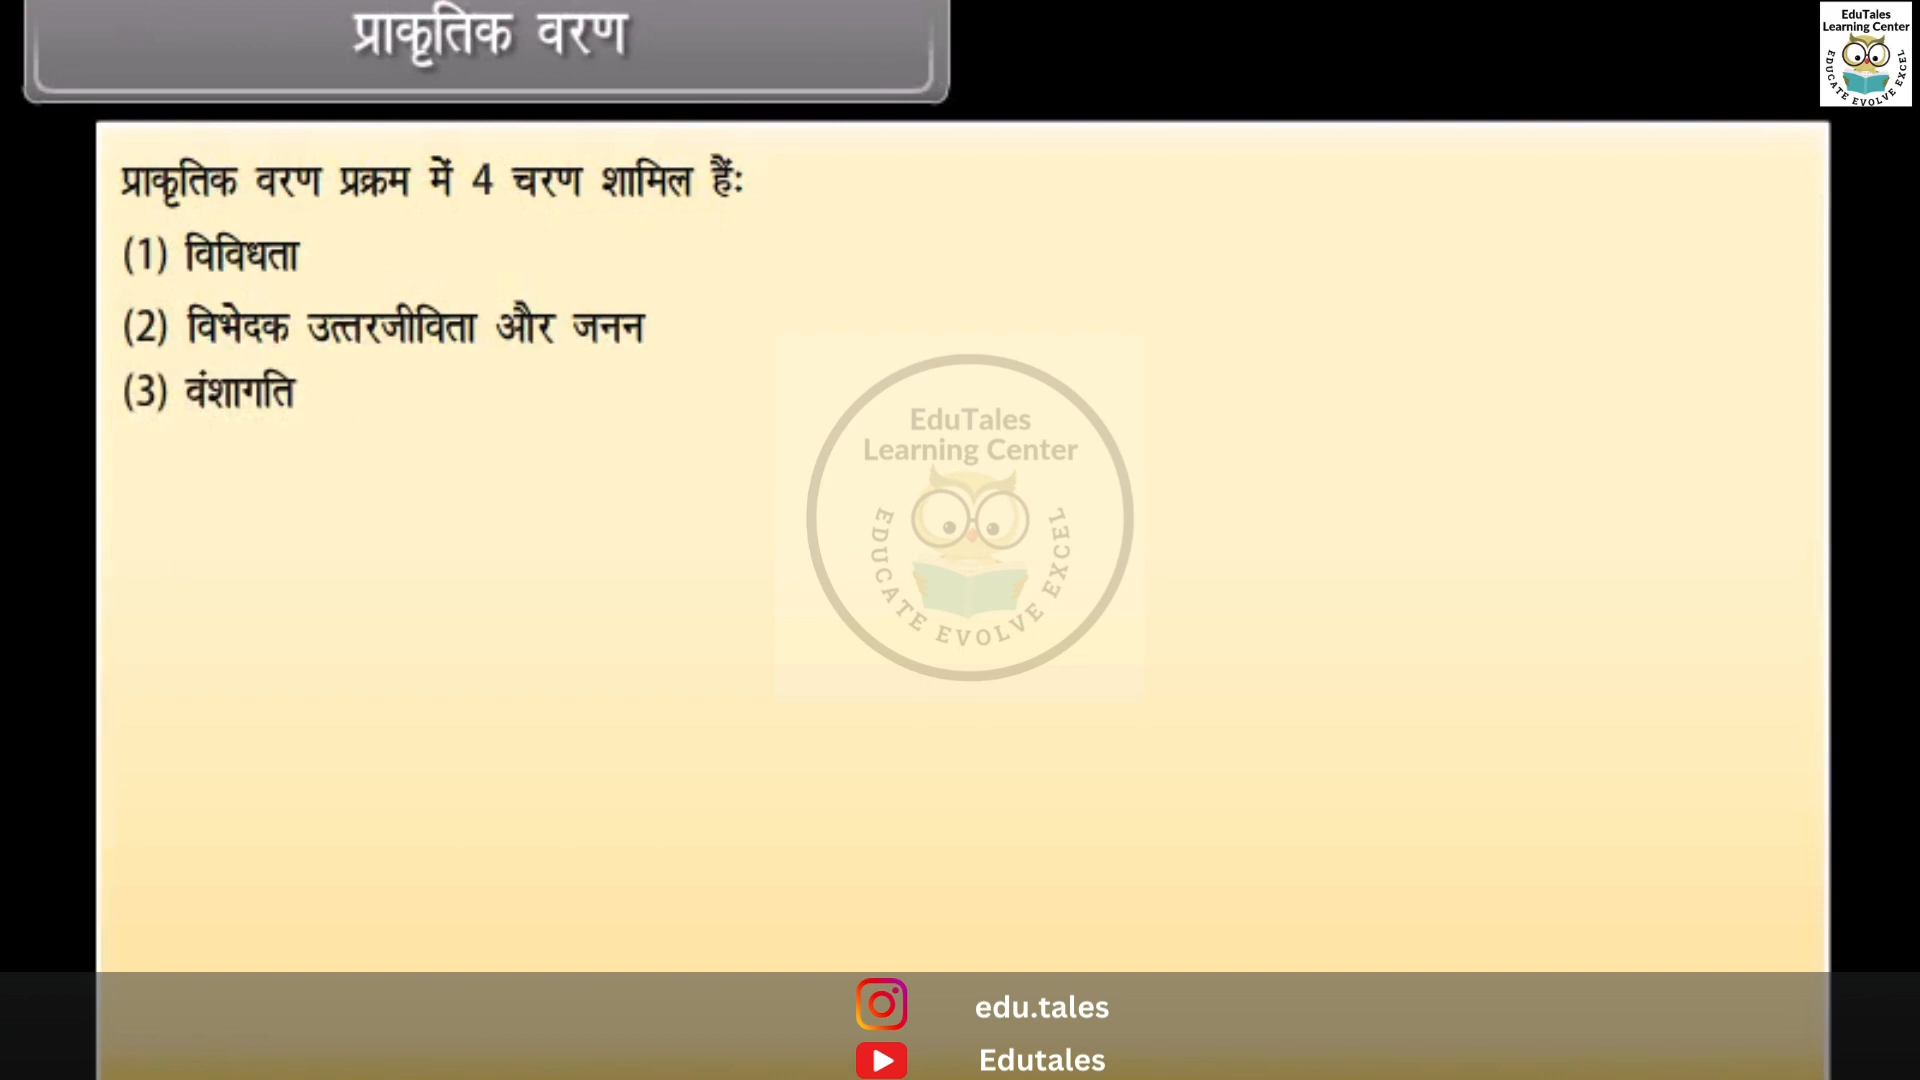 प्राकृतिक वरण
EduTales
Learning Center
EDUCATE EVOLVE EXCEL
प्राकृतिक वरण प्रक्रम में 4 चरण शामिल हैं:
(1) विविधता
(2) विभेदक उत्तरजीविता और जनन
(3) वंशागति
EduTales
Learning Center
EDUCATE EVOLVE EXCEL
edu.tales
Edutales